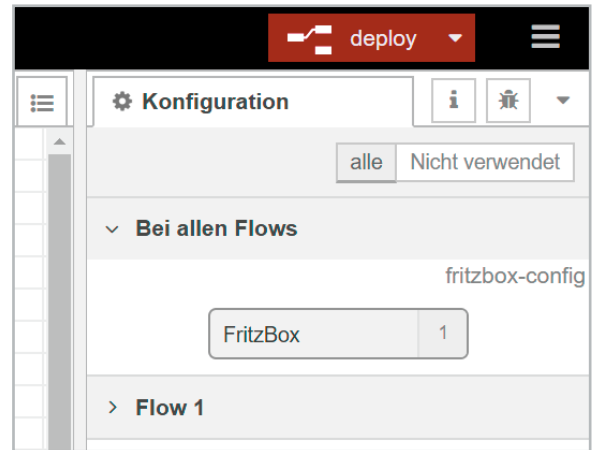 deploy
Konfiguration
alle Nicht verwendet
Bei allen Flows
fritzbox-config
FritzBox 1
Flow 1